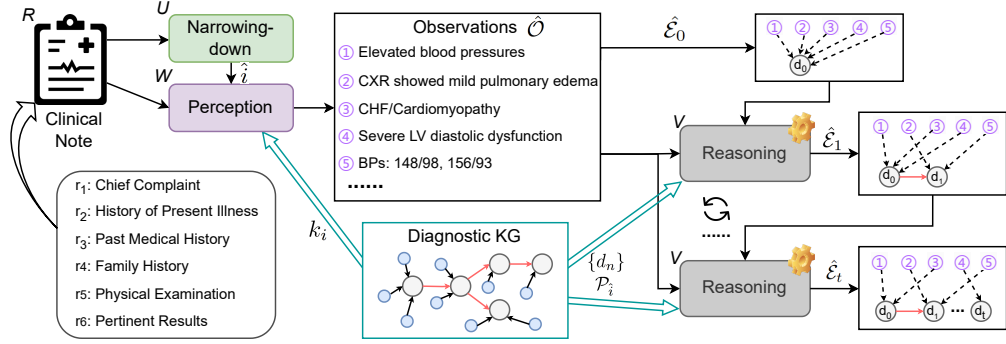 R
Clinical
Note
U
Narrowing-
down
î
W
Perception
Observations Ô
① Elevated blood pressures
② CXR showed mild pulmonary edema
③ CHF/Cardiomyopathy
④ Severe LV diastolic dysfunction
⑤ BPs: 148/98, 156/93
......
Ê₀
① ② ③ ④ ⑤
d₀
V
Reasoning
Ê₁
① ② ③ ④ ⑤
d₀ d₁
......
V
Reasoning
Êₜ
① ② ③ ④ ⑤
d₀ d₁ ... dₜ
r₁: Chief Complaint
r₂: History of Present Illness
r₃: Past Medical History
r₄: Family History
r₅: Physical Examination
r₆: Pertinent Results
kᵢ
Diagnostic KG
{dₙ}
𝒫_î